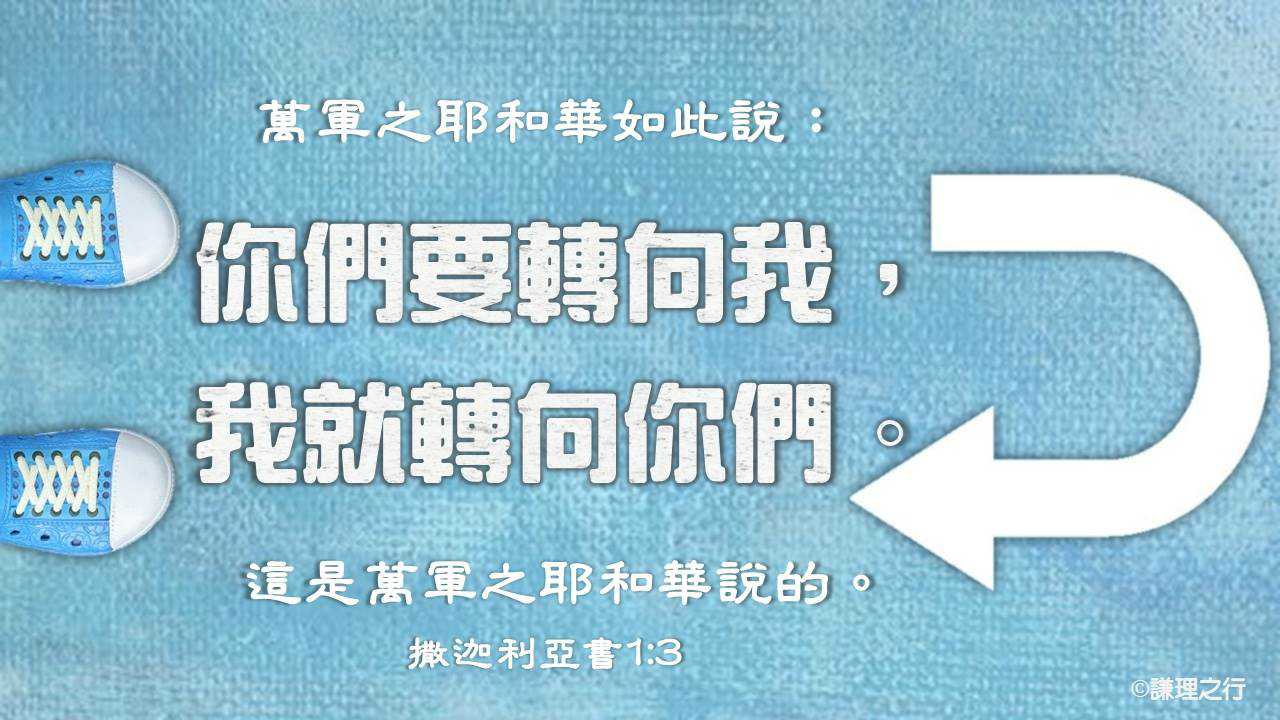 萬軍之耶和華如此說：
你們要轉向我，
我就轉向你們。
這是萬軍之耶和華說的。
撒迦利亞書1:3
©謙理之行